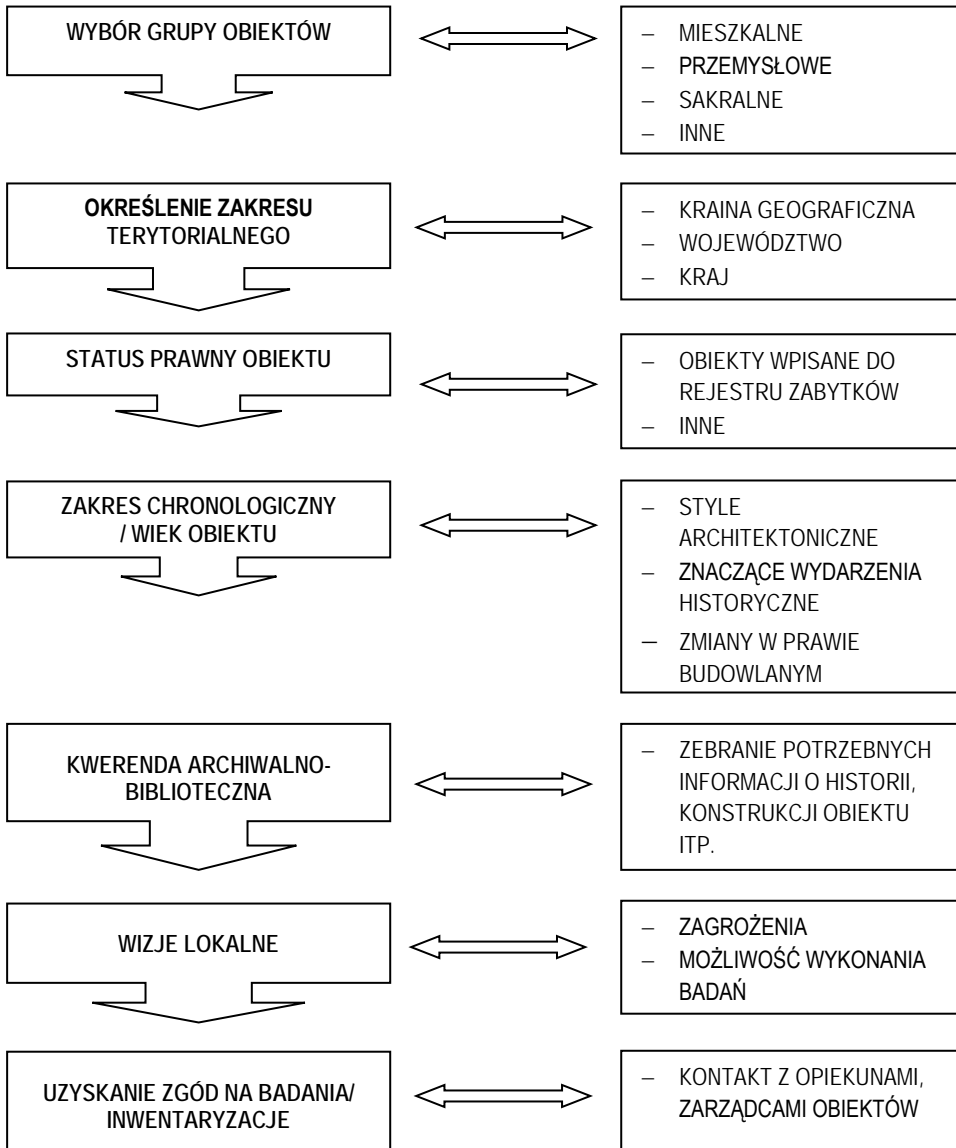 WYBÓR GRUPY OBIEKTÓW
– MIESZKALNE
– PRZEMYSŁOWE
– SAKRALNE
– INNE
OKREŚLENIE ZAKRESU
TERYTORIALNEGO
– KRAINA GEOGRAFICZNA
– WOJEWÓDZTWO
– KRAJ
STATUS PRAWNY OBIEKTU
– OBIEKTY WPISANE DO
REJESTRU ZABYTKÓW
– INNE
ZAKRES CHRONOLOGICZNY
/ WIEK OBIEKTU
– STYLE
ARCHITEKTONICZNE
– ZNACZĄCE WYDARZENIA
HISTORYCZNE
– ZMIANY W PRAWIE
BUDOWLANYM
KWERENDA ARCHIWALNO-
BIBLIOTECZNA
– ZEBRANIE POTRZEBNYCH
INFORMACJI O HISTORII,
KONSTRUKCJI OBIEKTU
ITP.
WIZJE LOKALNE
– ZAGROŻENIA
– MOŻLIWOŚĆ WYKONANIA
BADAŃ
UZYSKANIE ZGÓD NA BADANIA/
INWENTARYZACJE
– KONTAKT Z OPIEKUNAMI,
ZARZĄDCAMI OBIEKTÓW